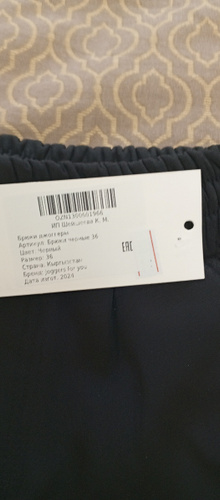 OZN1300601966
ИП К. М.
Брюки джоггеры
Артикул: Брюки черные 36
Цвет: Черный
Размер: 36
Страна: Кыргызстан
Бренд: joggers for you
Дата изгот. 2024
EAC